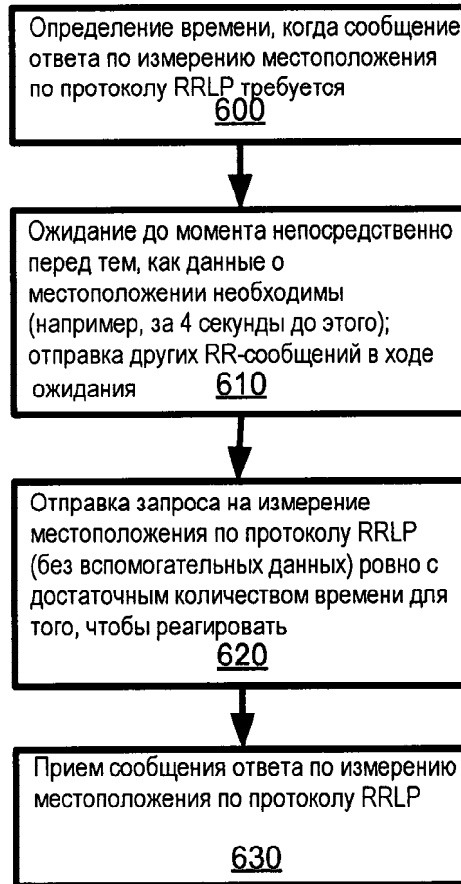 Определение времени, когда сообщение
ответа по измерению местоположения
по протоколу RRLP требуется
600
Ожидание до момента непосредственно
перед тем, как данные о
местоположении необходимы
(например, за 4 секунды до этого);
отправка других RR-сообщений в ходе
ожидания 610
Отправка запроса на измерение
местоположения по протоколу RRLP
(без вспомогательных данных) ровно с
достаточным количеством времени для
того, чтобы реагировать
620
Прием сообщения ответа по измерению
местоположения по протоколу RRLP
630